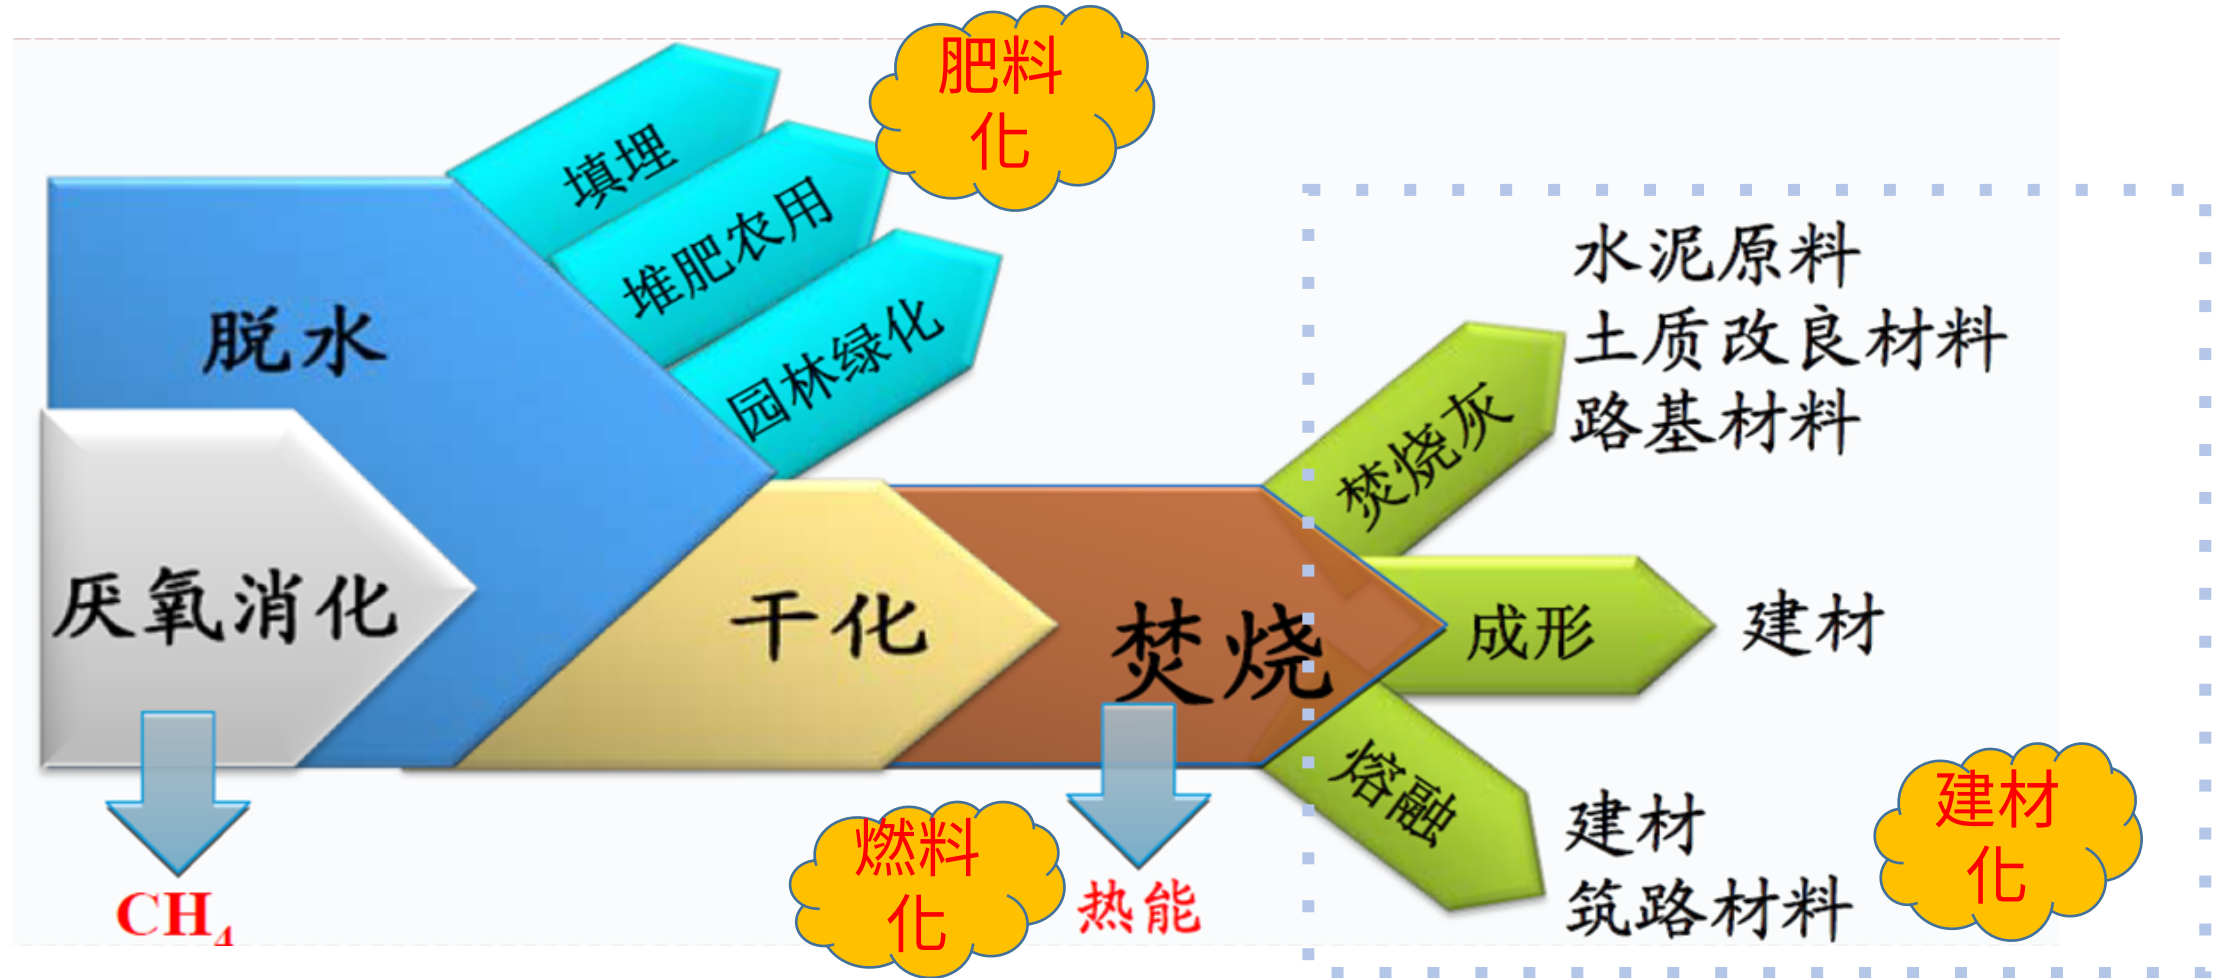 肥料
化
填埋
堆肥农用
园林绿化
脱水
厌氧消化
干化
焚烧
焚烧灰
水泥原料
土质改良材料
路基材料
成形
建材
熔融
建材
筑路材料
建材
化
燃料
化
热能
CH₄